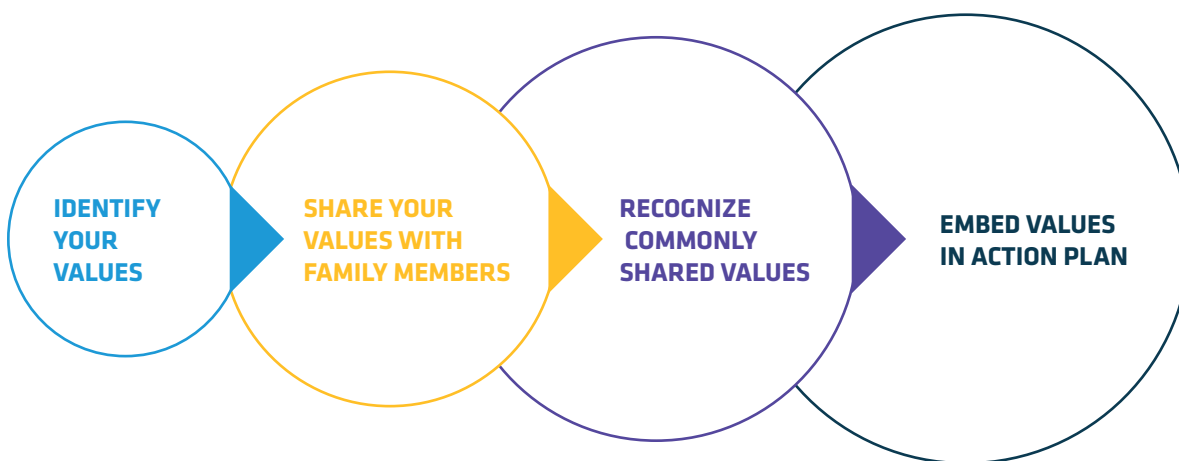 IDENTIFY
YOUR
VALUES
SHARE YOUR
VALUES WITH
FAMILY MEMBERS
RECOGNIZE
COMMONLY
SHARED VALUES
EMBED VALUES
IN ACTION PLAN